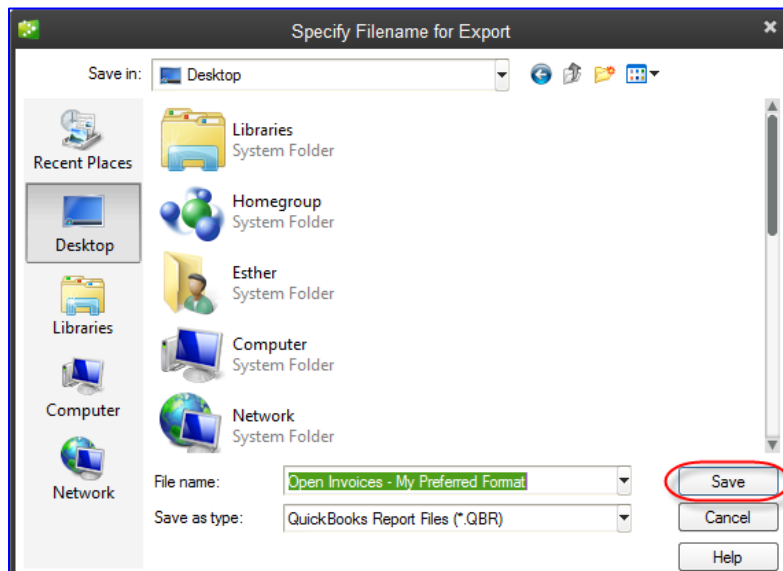 Specify Filename for Export
Save in: Desktop
Recent Places
Desktop
Libraries
Computer
Network
Libraries
System Folder
Homegroup
System Folder
Esther
System Folder
Computer
System Folder
Network
System Folder
File name: Open Invoices - My Preferred Format Save
Save as type: QuickBooks Report Files (*.QBR) Cancel
Help